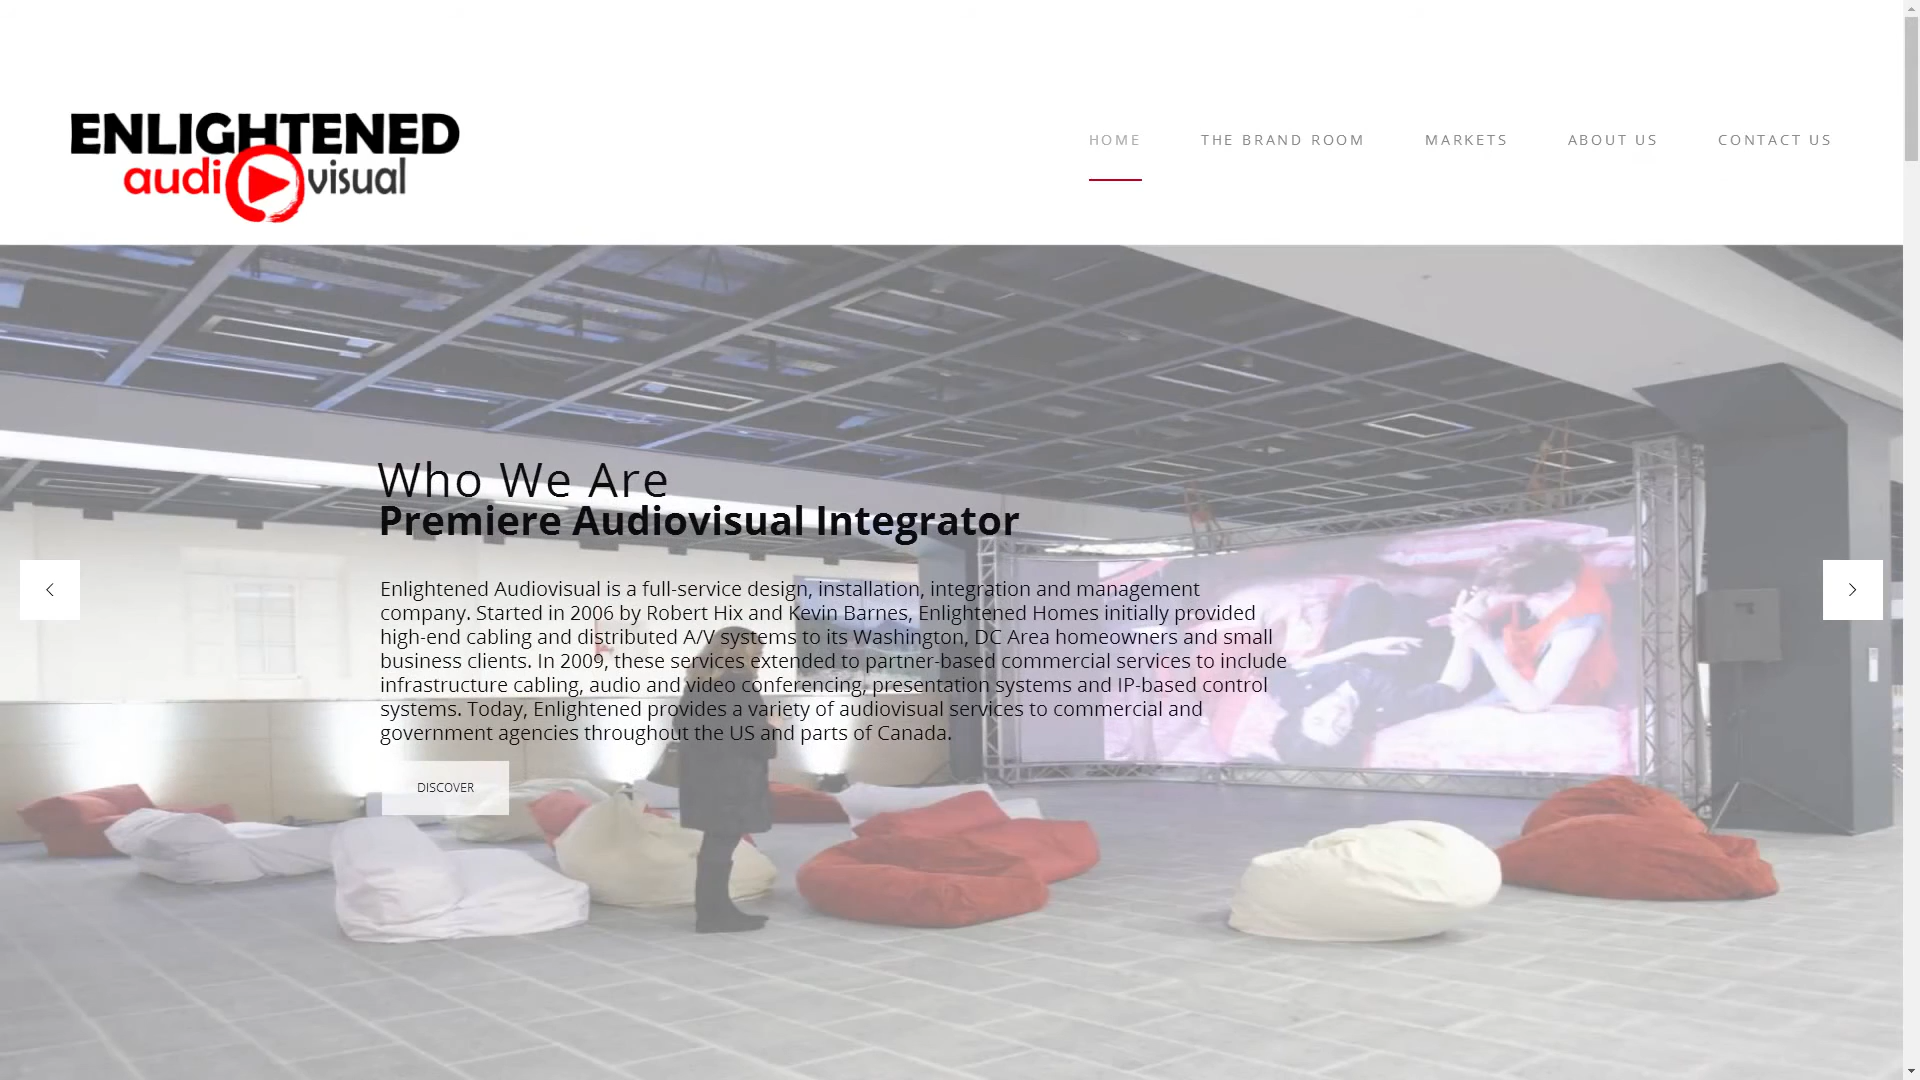 ENLIGHTENED
audio visual
HOME
THE BRAND ROOM
MARKETS
ABOUT US
CONTACT US
Who We Are
Premiere Audiovisual Integrator
Enlightened Audiovisual is a full-service design, installation, integration and management
company. Started in 2006 by Robert Hix and Kevin Barnes, Enlightened Homes initially provided
high-end cabling and distributed A/V systems to its Washington, DC Area homeowners and small
business clients. In 2009, these services extended to partner-based commercial services to include
infrastructure cabling, audio and video conferencing, presentation systems and IP-based control
systems. Today, Enlightened provides a variety of audiovisual services to commercial and
government agencies throughout the US and parts of Canada.
DISCOVER